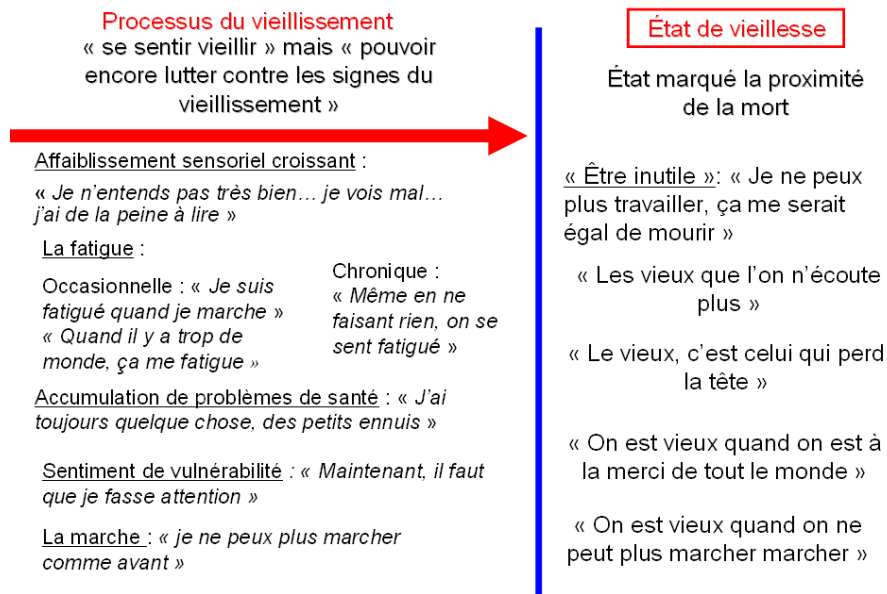 Processus du vieillissement
« se sentir vieillir » mais « pouvoir
encore lutter contre les signes du
vieillissement »
Affaiblissement sensoriel croissant :
« Je n'entends pas très bien… je vois mal…
j'ai de la peine à lire »
La fatigue :
Occasionnelle : « Je suis
fatigué quand je marche »
« Quand il y a trop de
monde, ça me fatigue »
Chronique :
« Même en ne
faisant rien, on se
sent fatigué »
Accumulation de problèmes de santé : « J'ai
toujours quelque chose, des petits ennuis »
Sentiment de vulnérabilité : « Maintenant, il faut
que je fasse attention »
La marche : « je ne peux plus marcher
comme avant »
État de vieillesse
État marqué la proximité
de la mort
« Être inutile »: « Je ne peux
plus travailler, ça me serait
égal de mourir »
« Les vieux que l'on n'écoute
plus »
« Le vieux, c'est celui qui perd
la tête »
« On est vieux quand on est à
la merci de tout le monde »
« On est vieux quand on ne
peut plus marcher marcher »